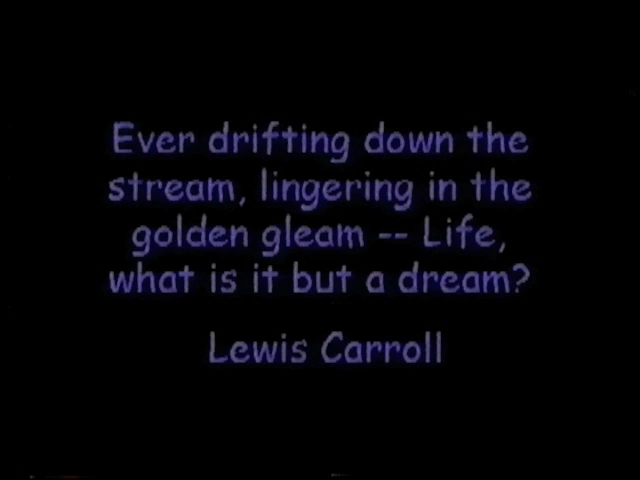 Ever drifting down the
stream, lingering in the
golden gleam -- Life,
what is it but a dream?
Lewis Carroll